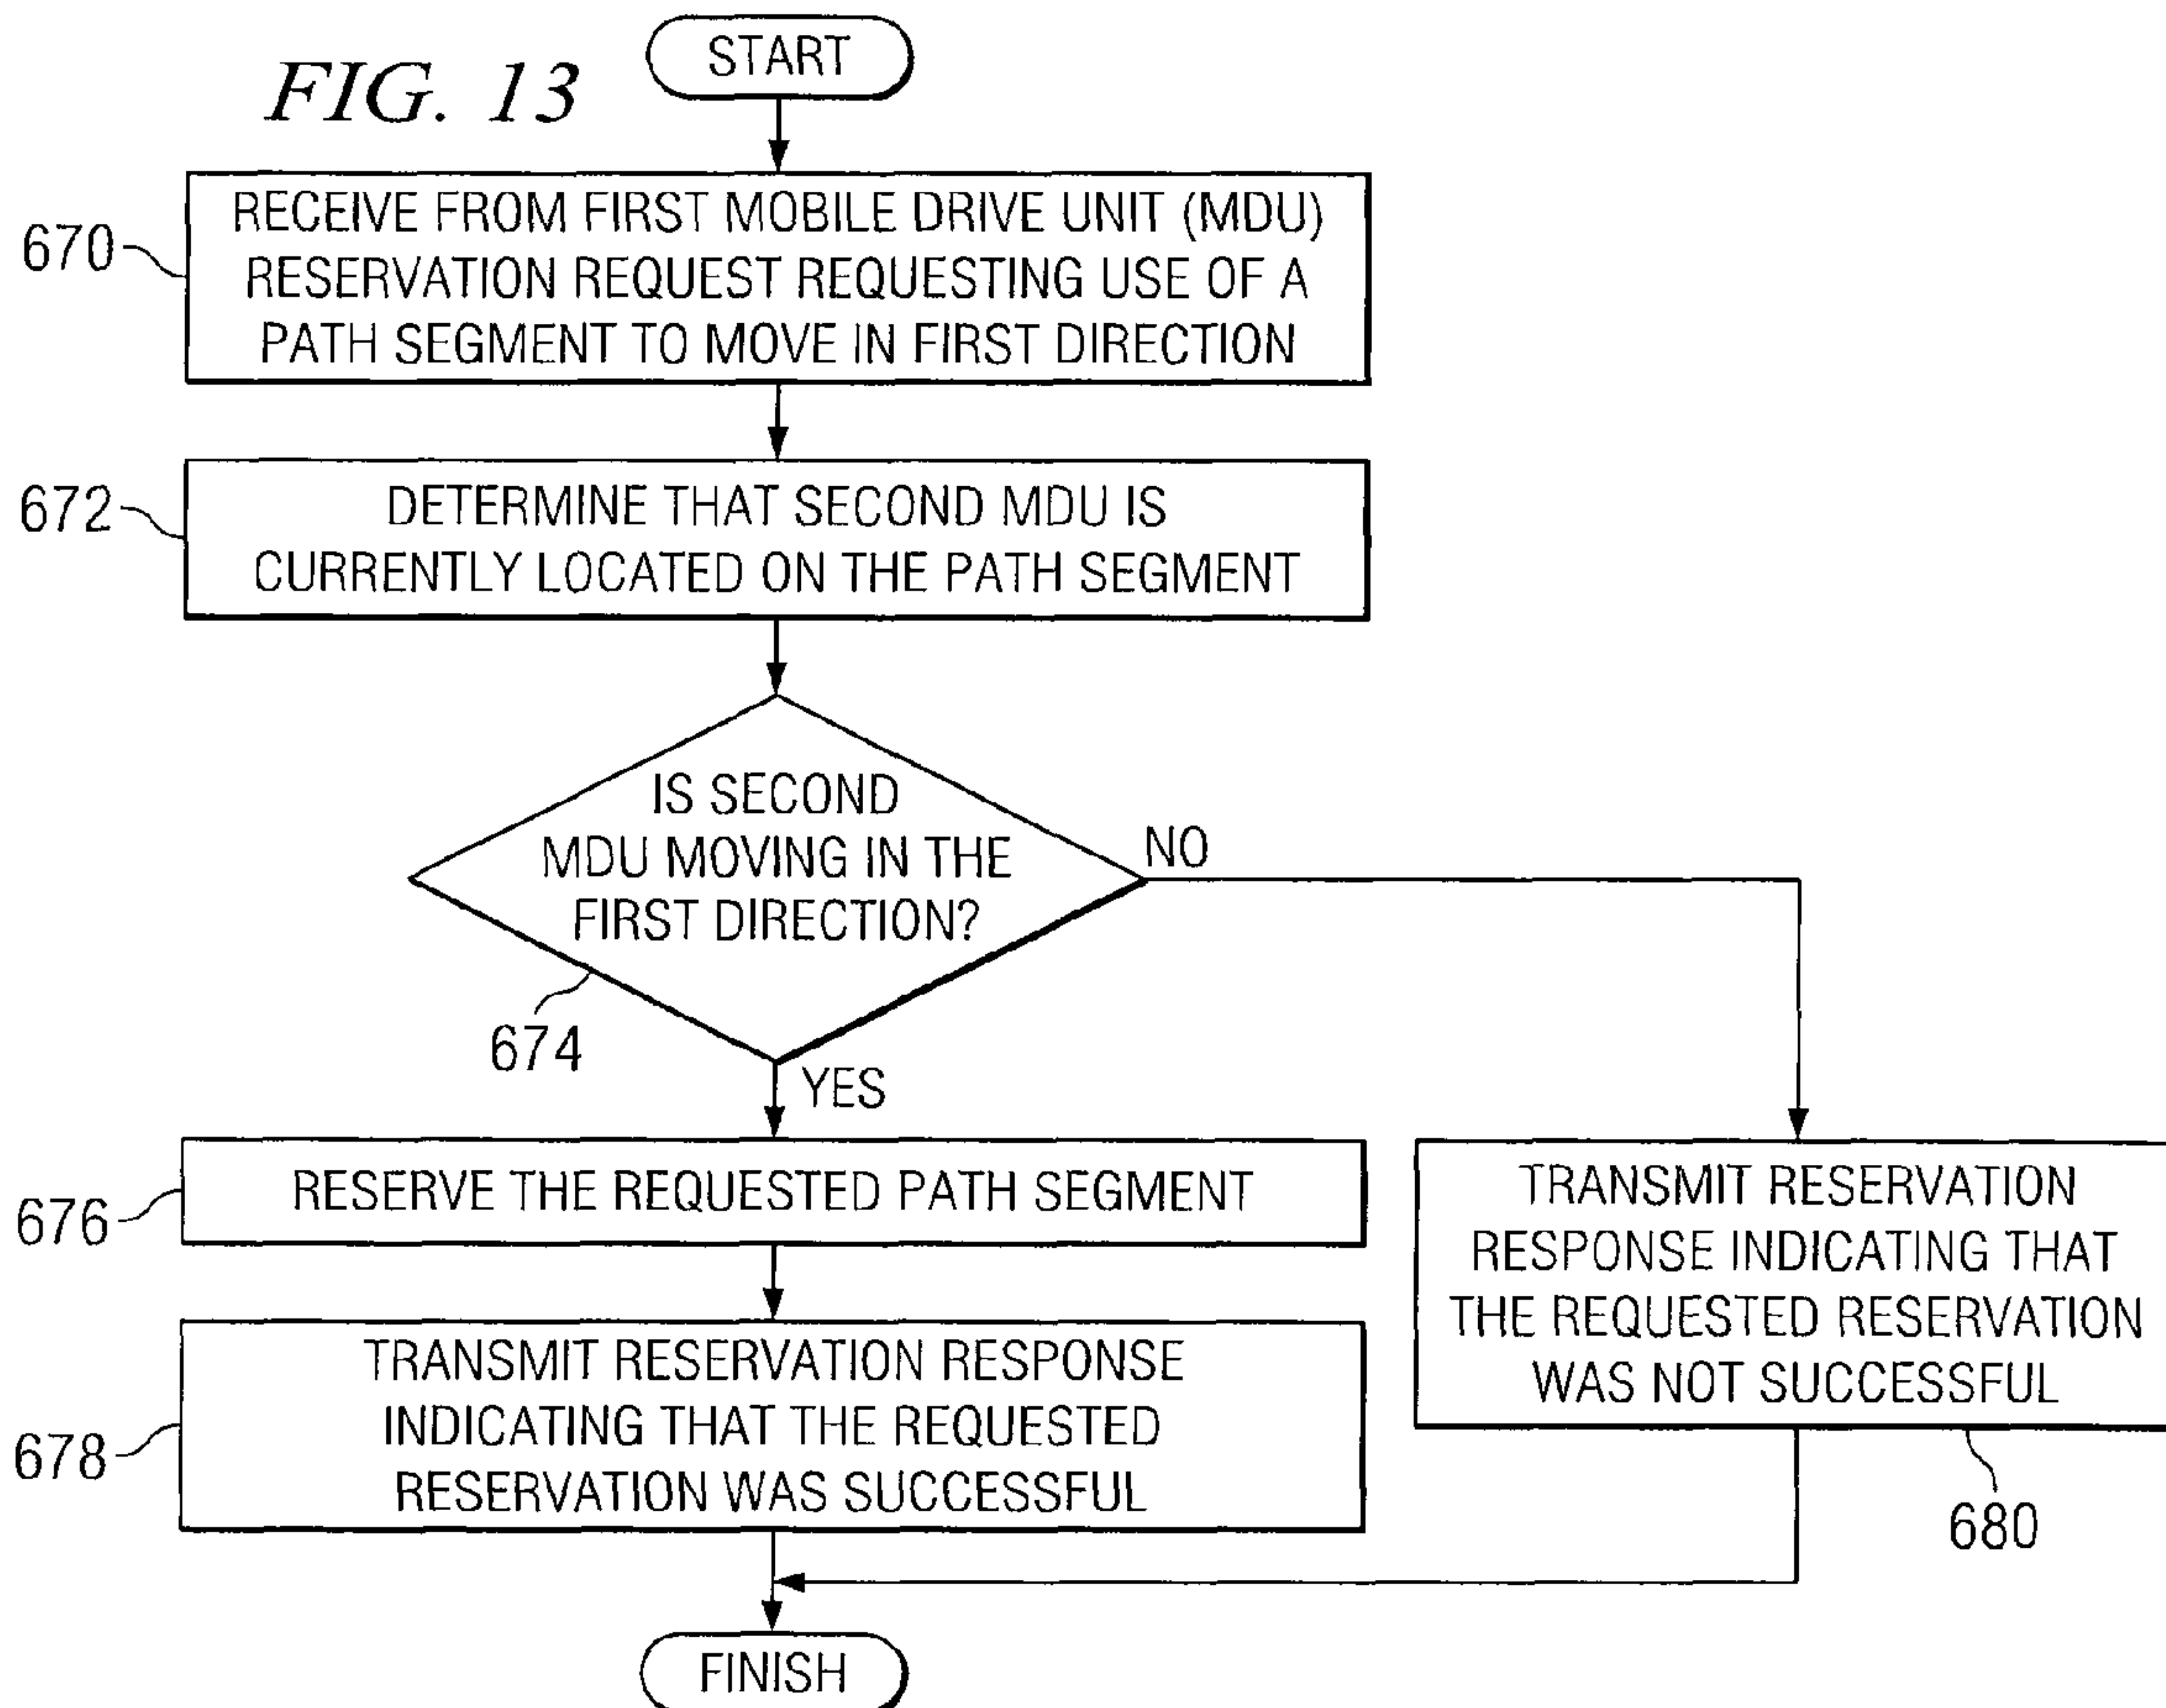 FIG. 13
START
670
RECEIVE FROM FIRST MOBILE DRIVE UNIT (MDU)
RESERVATION REQUEST REQUESTING USE OF A
PATH SEGMENT TO MOVE IN FIRST DIRECTION
672
DETERMINE THAT SECOND MDU IS
CURRENTLY LOCATED ON THE PATH SEGMENT
IS SECOND
MDU MOVING IN THE
FIRST DIRECTION?
NO
674
YES
676
RESERVE THE REQUESTED PATH SEGMENT
678
TRANSMIT RESERVATION RESPONSE
INDICATING THAT THE REQUESTED
RESERVATION WAS SUCCESSFUL
TRANSMIT RESERVATION
RESPONSE INDICATING THAT
THE REQUESTED RESERVATION
WAS NOT SUCCESSFUL
680
FINISH